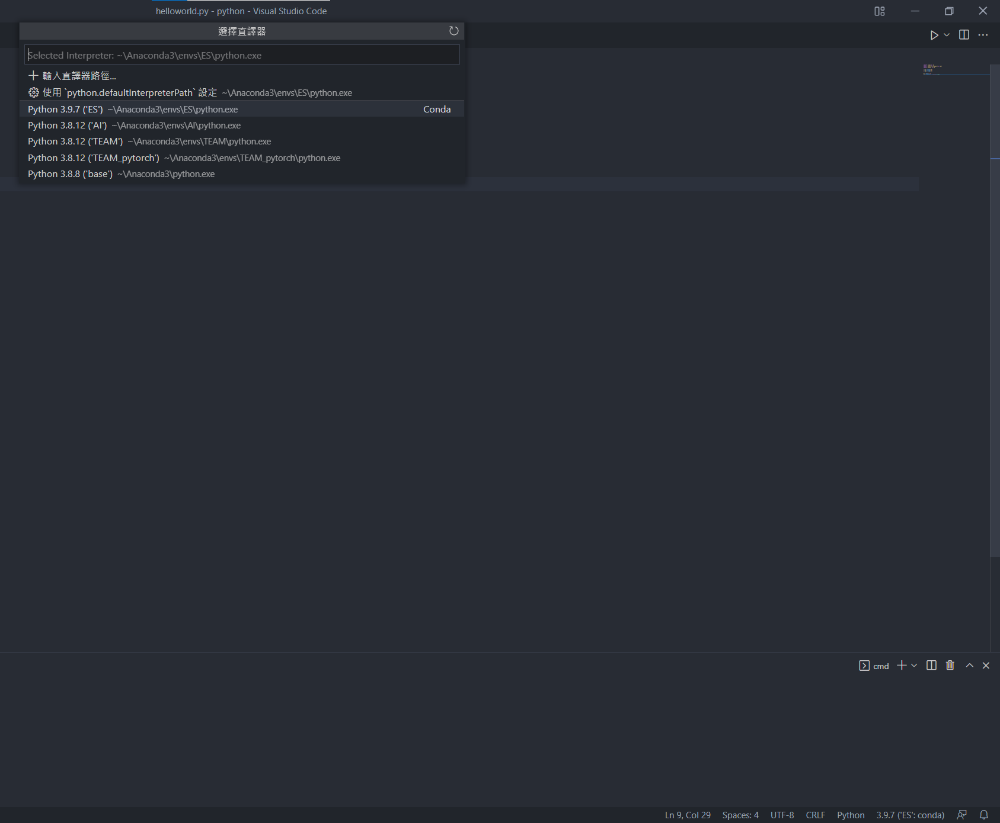 helloworld.py - python - Visual Studio Code
選擇直譯器
Selected Interpreter: ~\Anaconda3\envs\ES\python.exe
輸入直譯器路徑...
使用 `python.defaultInterpreterPath` 設定 ~\Anaconda3\envs\ES\python.exe
Python 3.9.7 ('ES') ~\Anaconda3\envs\ES\python.exe Conda
Python 3.8.12 ('AI') ~\Anaconda3\envs\AI\python.exe
Python 3.8.12 ('TEAM') ~\Anaconda3\envs\TEAM\python.exe
Python 3.8.12 ('TEAM_pytorch') ~\Anaconda3\envs\TEAM_pytorch\python.exe
Python 3.8.8 ('base') ~\Anaconda3\python.exe
cmd
Ln 9, Col 29 Spaces: 4 UTF-8 CRLF Python 3.9.7 ('ES': conda)